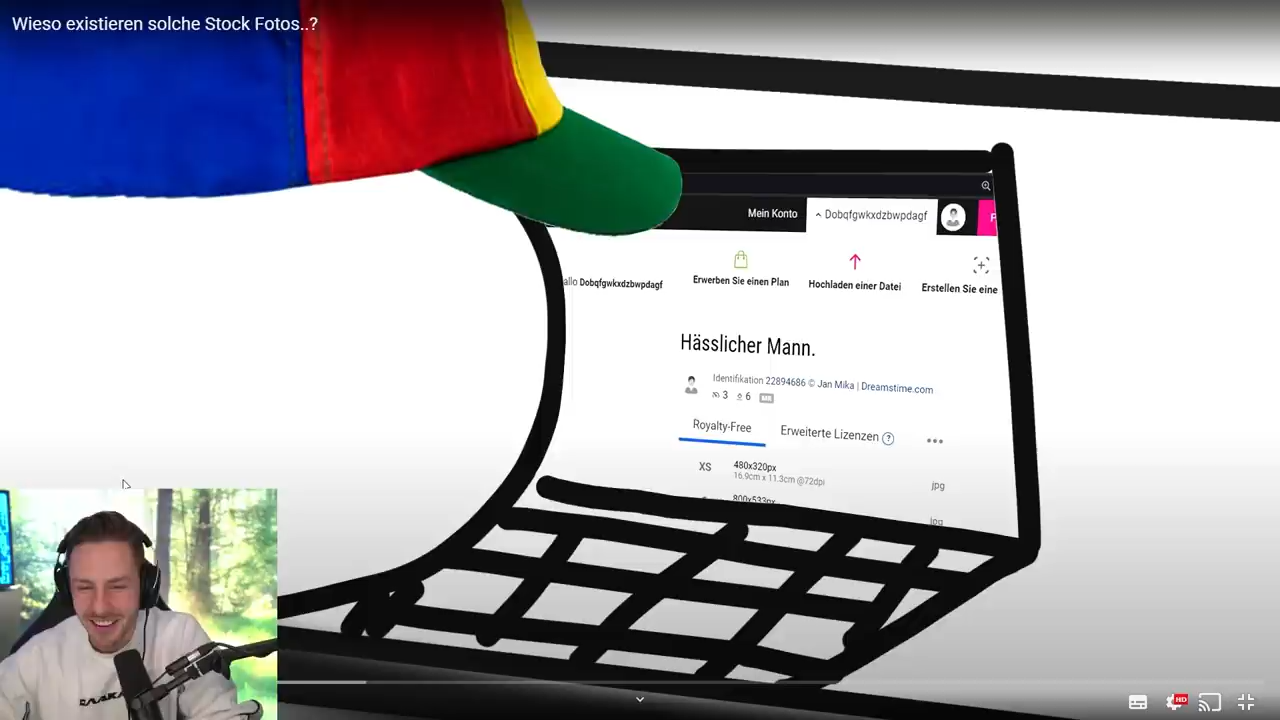 Wieso existieren solche Stock Fotos..?
Mein Konto
Dobqfgwkxdzbwpdagf
allo Dobqfgwkxdzbwpdagf
Erwerben Sie einen Plan
Hochladen einer Datei
Erstellen Sie eine
Hässlicher Mann.
Identifikation 22894686 © Jan Mika | Dreamstime.com
3
6
MR
Royalty-Free
Erweiterte Lizenzen ?
XS
480x320px
16.9cm x 11.3cm @72dpi
jpg
800x533px
jpg
HD